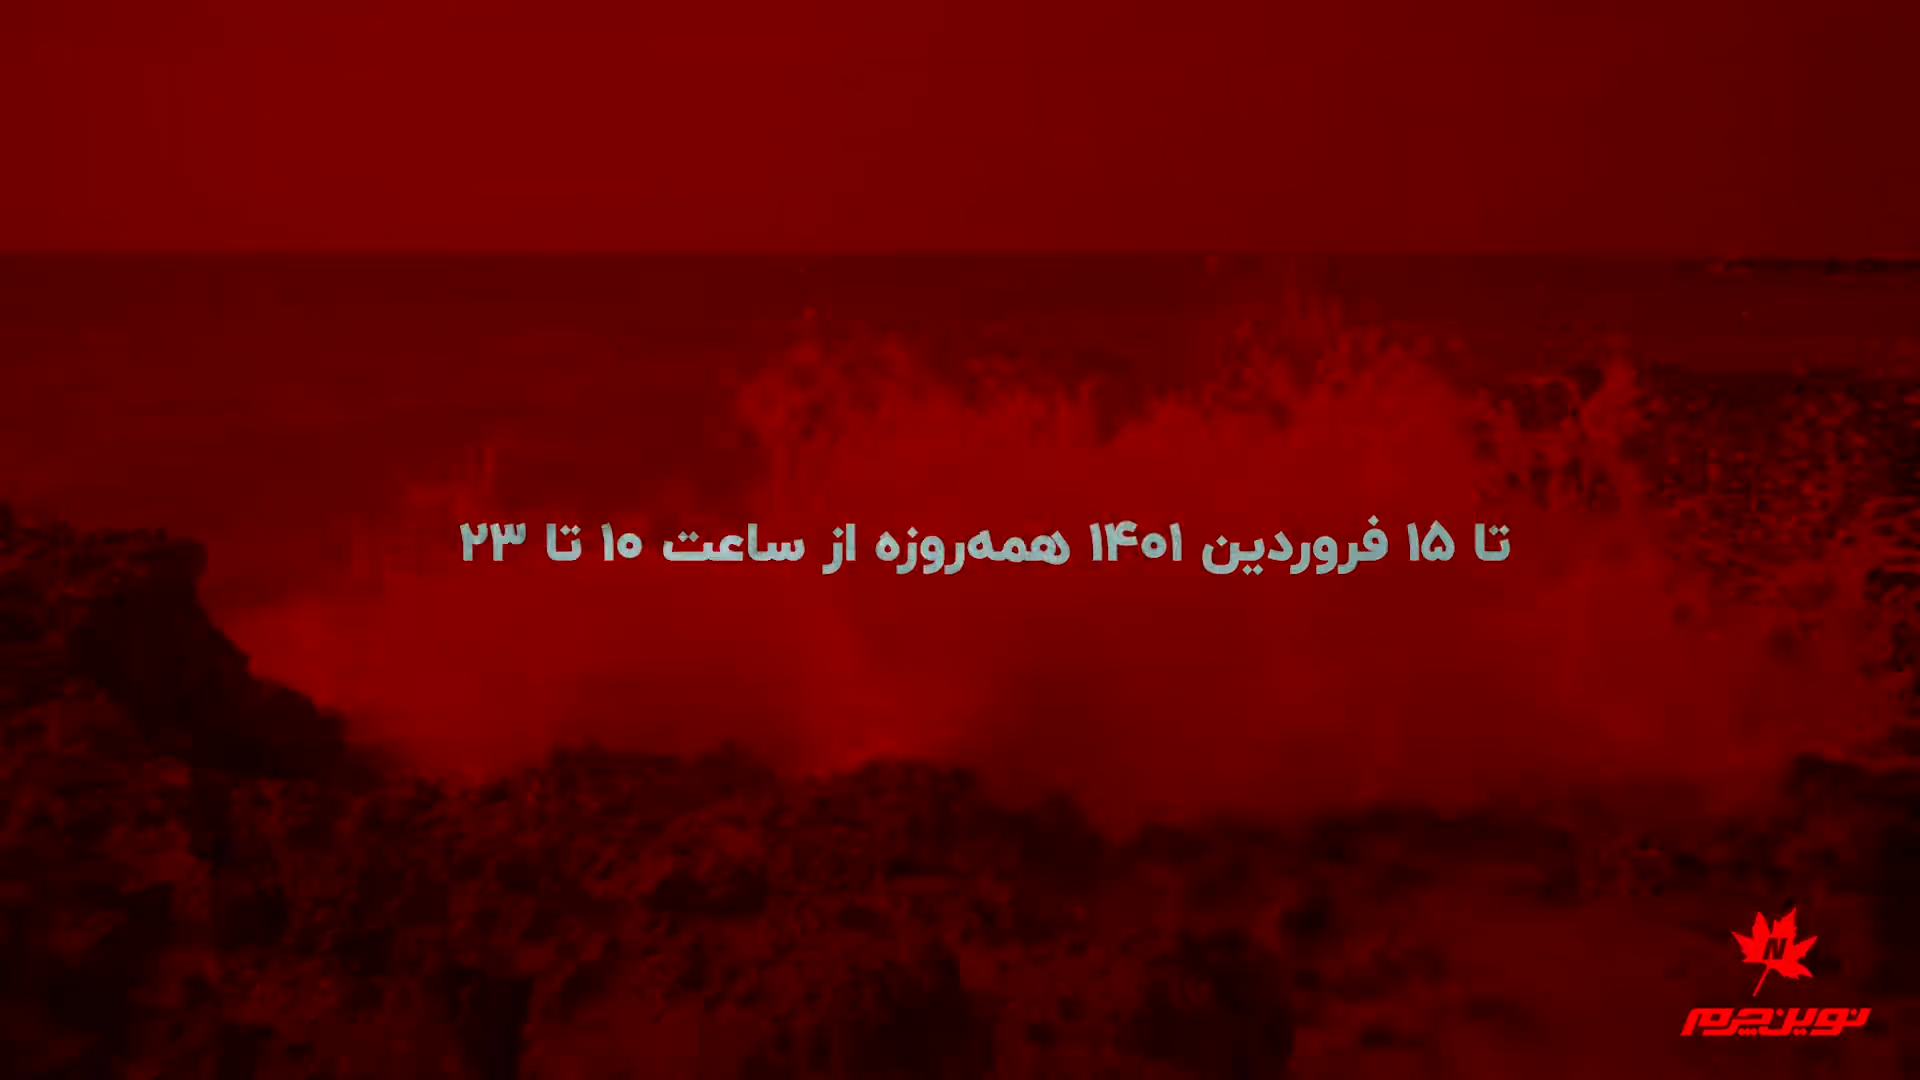 تا ۱۵ فروردین ۱۴۰۱ همه‌روزه از ساعت ۱۰ تا ۲۳
N
نوین‌چرم